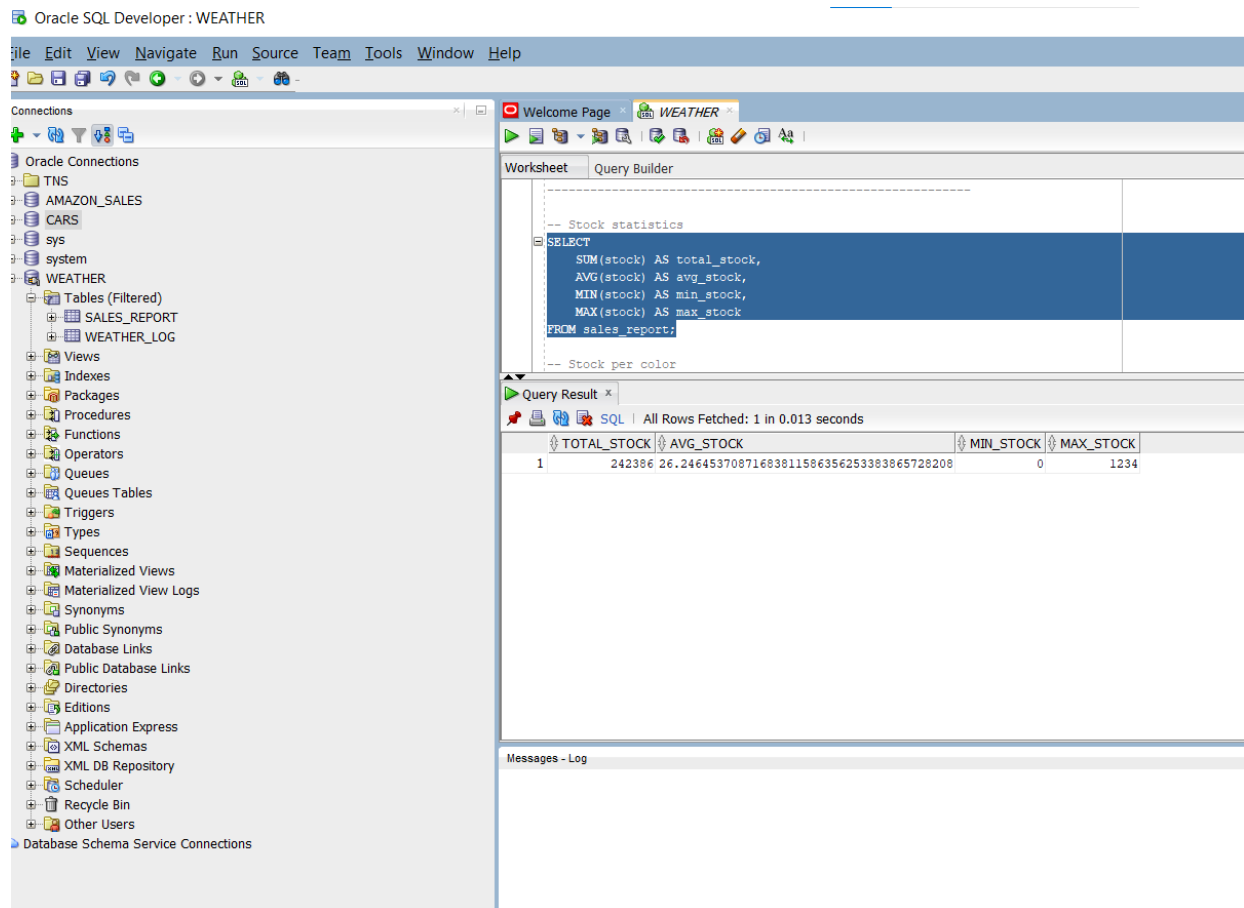 Oracle SQL Developer : WEATHER
File Edit View Navigate Run Source Team Tools Window Help
Connections
Oracle Connections
TNS
AMAZON_SALES
CARS
sys
system
WEATHER
Tables (Filtered)
SALES_REPORT
WEATHER_LOG
Views
Indexes
Packages
Procedures
Functions
Operators
Queues
Queues Tables
Triggers
Types
Sequences
Materialized Views
Materialized View Logs
Synonyms
Public Synonyms
Database Links
Public Database Links
Directories
Editions
Application Express
XML Schemas
XML DB Repository
Scheduler
Recycle Bin
Other Users
Database Schema Service Connections
Welcome Page WEATHER
Worksheet Query Builder
-----------------------------------------------------------
-- Stock statistics
SELECT
SUM(stock) AS total_stock,
AVG(stock) AS avg_stock,
MIN(stock) AS min_stock,
MAX(stock) AS max_stock
FROM sales_report;
-- Stock per color
Query Result
SQL | All Rows Fetched: 1 in 0.013 seconds
TOTAL_STOCK AVG_STOCK MIN_STOCK MAX_STOCK
1 242386 26.2464537087168381158635625338386572​8208 0 1234
Messages - Log